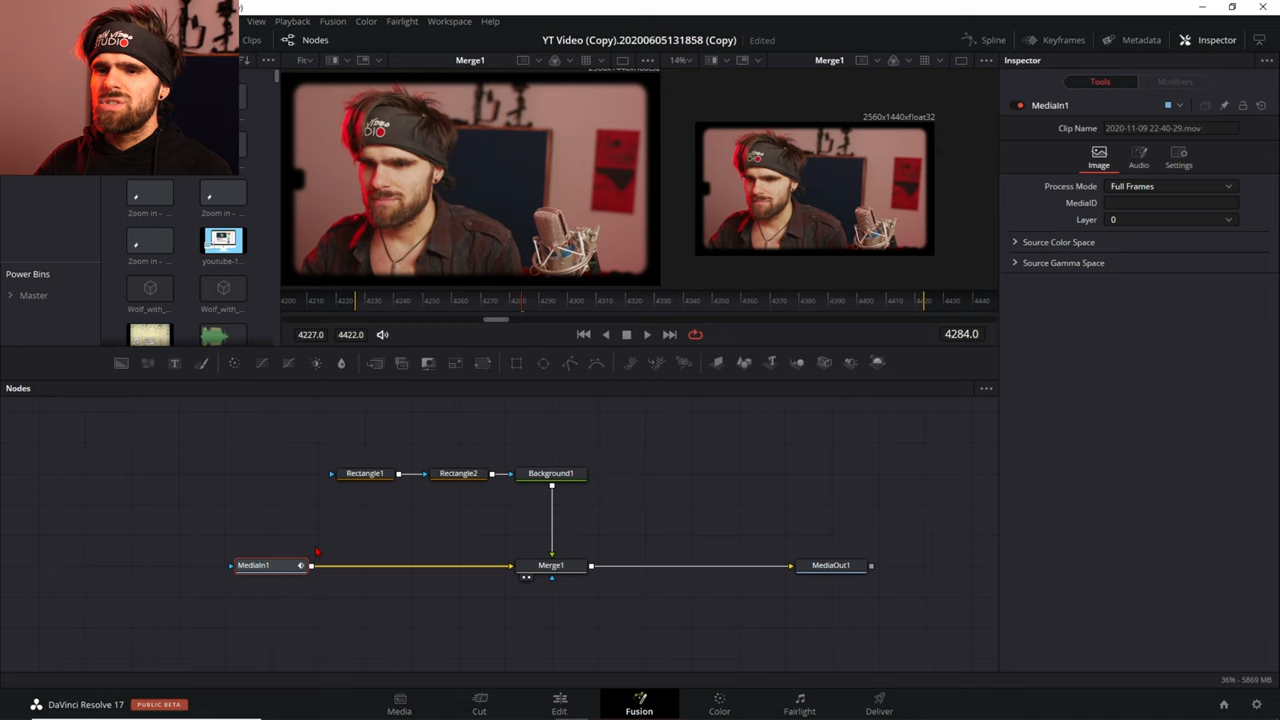 View Playback Fusion Color Fairlight Workspace Help
Clips Nodes YT Video (Copy).20200605131858 (Copy) Edited Spline Keyframes Metadata Inspector
Fit Merge1 14% Merge1 Inspector
Tools Modifiers
MediaIn1
2560x1440xfloat32
Clip Name 2020-11-09 22-40-29.mov
STUDIO
DIO
Image Audio Settings
Process Mode Full Frames
MediaID
Layer 0
Zoom in - ... Zoom in - ...
Source Color Space
youtube-1...
Source Gamma Space
Power Bins
Master
Wolf_with_... Wolf_with_...
4200 4210 4220 4230 4240 4250 4260 4270 4280 4290 4300 4310 4320 4330 4340 4350 4360 4370 4380 4390 4400 4410 4420 4430 4440
4227.0 4422.0 4284.0
Nodes
Rectangle1 Rectangle2 Background1
MediaIn1 Merge1 MediaOut1
36% - 5869 MB
DaVinci Resolve 17 PUBLIC BETA
Media Cut Edit Fusion Color Fairlight Deliver